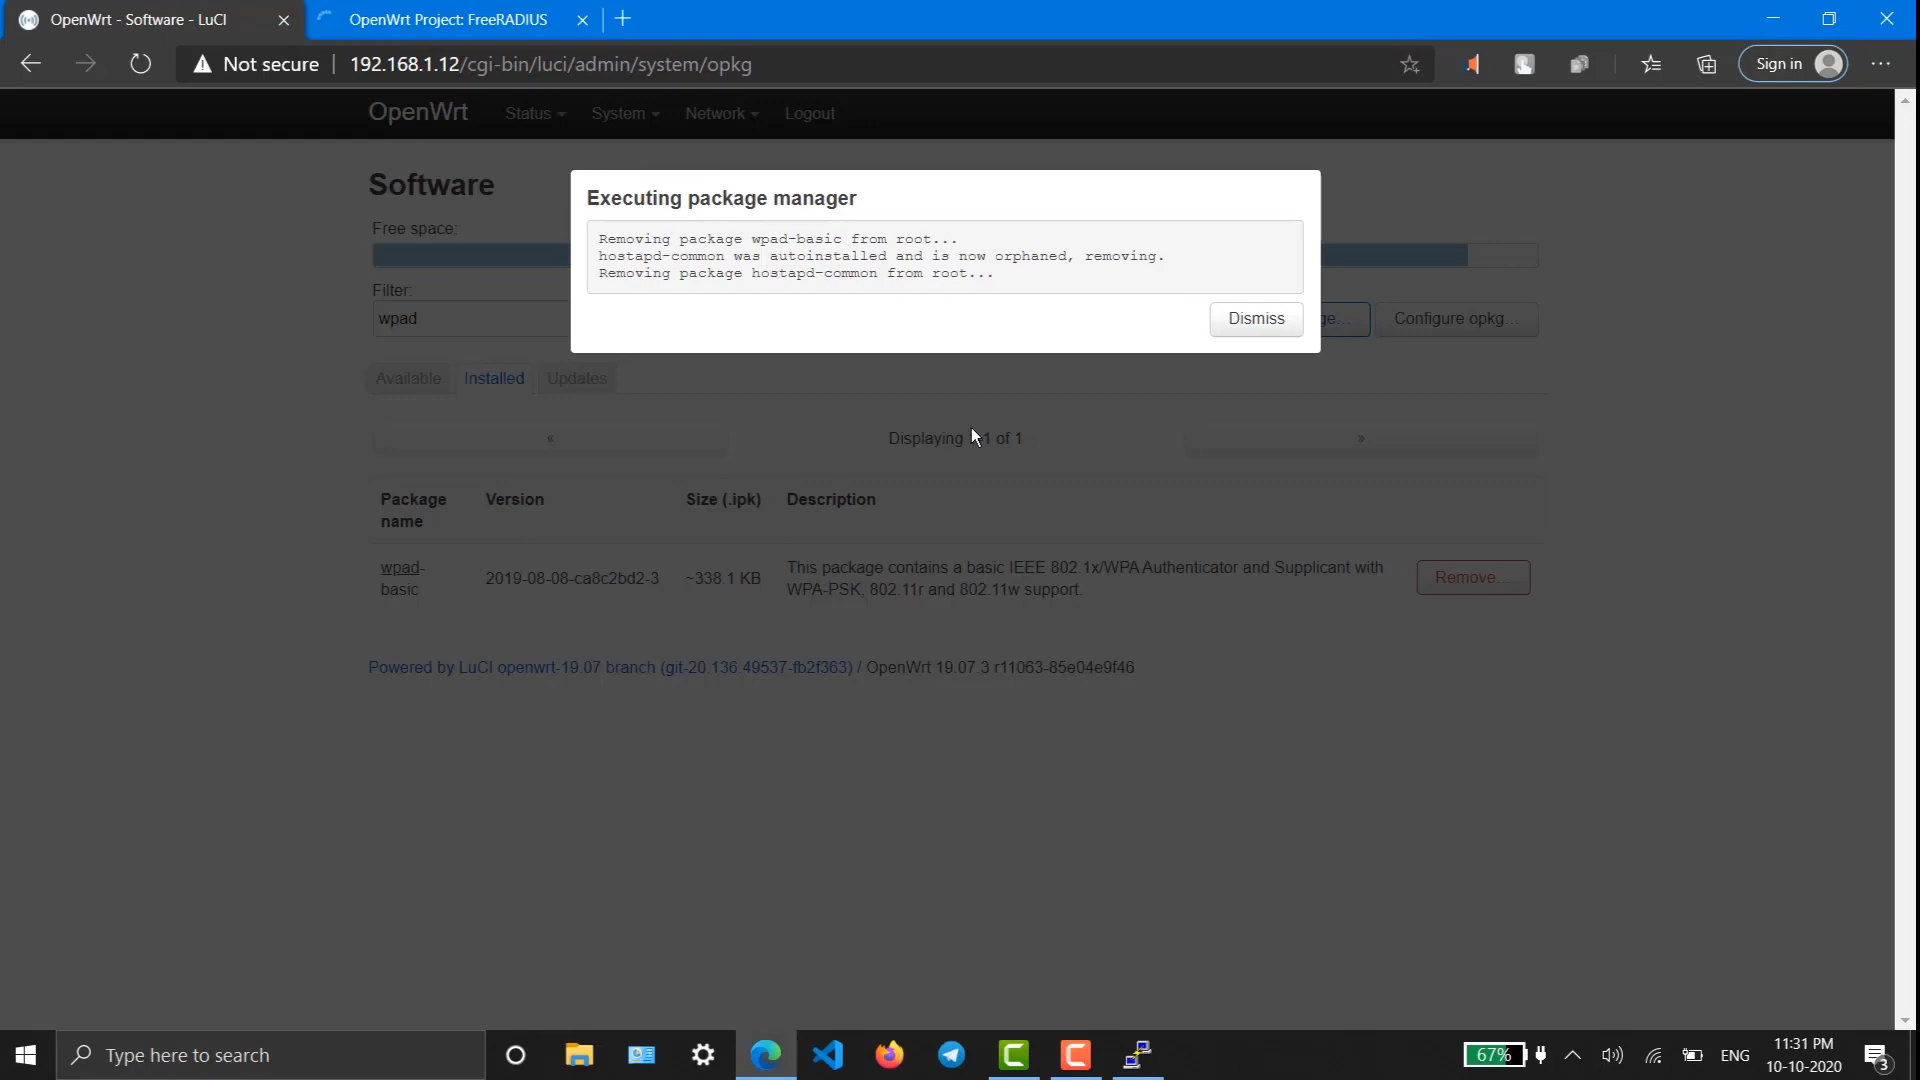 OpenWrt - Software - LuCI
OpenWrt Project: FreeRADIUS
Not secure
192.168.1.12/cgi-bin/luci/admin/system/opkg
Sign in
OpenWrt
Status
System
Network
Logout
Software
Executing package manager
Free space:
Removing package wpad-basic from root...
hostapd-common was autoinstalled and is now orphaned, removing.
Removing package hostapd-common from root...
Filter:
wpad
Dismiss
ge...
Configure opkg...
Available
Installed
Updates
«
Displaying 1 of 1
»
Package name
Version
Size (.ipk)
Description
wpad-basic
2019-08-08-ca8c2bd2-3
~338.1 KB
This package contains a basic IEEE 802.1x/WPA Authenticator and Supplicant with
WPA-PSK, 802.11r and 802.11w support.
Remove...
Powered by LuCI openwrt-19.07 branch (git-20.136.49537-fb2f363) / OpenWrt 19.07.3 r11063-85e04e9f46
Type here to search
67%
ENG
11:31 PM
10-10-2020
3